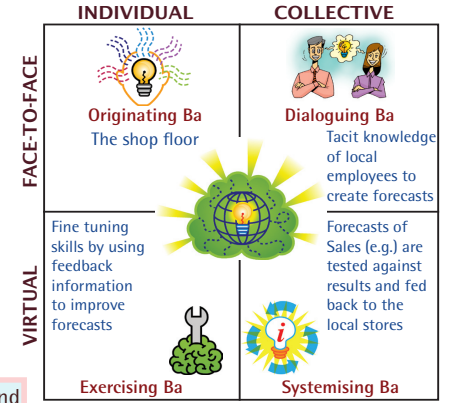 INDIVIDUAL
COLLECTIVE
FACE-TO-FACE
Originating Ba
The shop floor
Dialoguing Ba
Tacit knowledge
of local
employees to
create forecasts
VIRTUAL
Fine tuning
skills by using
feedback
information
to improve
forecasts
Exercising Ba
Forecasts of
Sales (e.g.) are
tested against
results and fed
back to the
local stores
i
Systemising Ba
nd